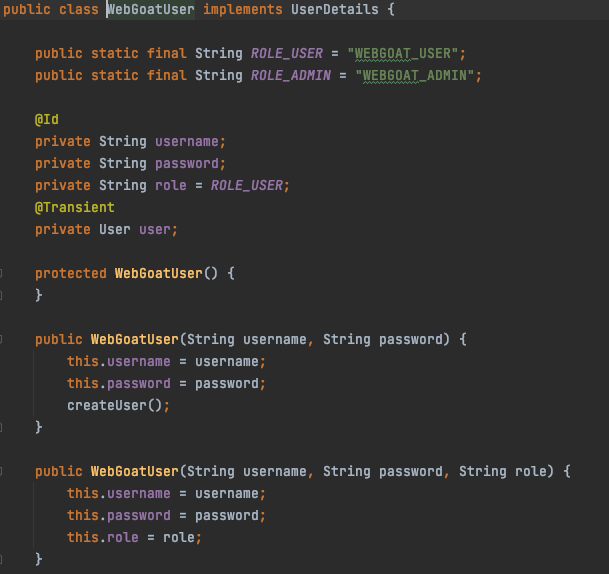 public class WebGoatUser implements UserDetails {
public static final String ROLE_USER = "WEBGOAT_USER";
public static final String ROLE_ADMIN = "WEBGOAT_ADMIN";
@Id
private String username;
private String password;
private String role = ROLE_USER;
@Transient
private User user;
protected WebGoatUser() {
}
public WebGoatUser(String username, String password) {
this.username = username;
this.password = password;
createUser();
}
public WebGoatUser(String username, String password, String role) {
this.username = username;
this.password = password;
this.role = role;
}